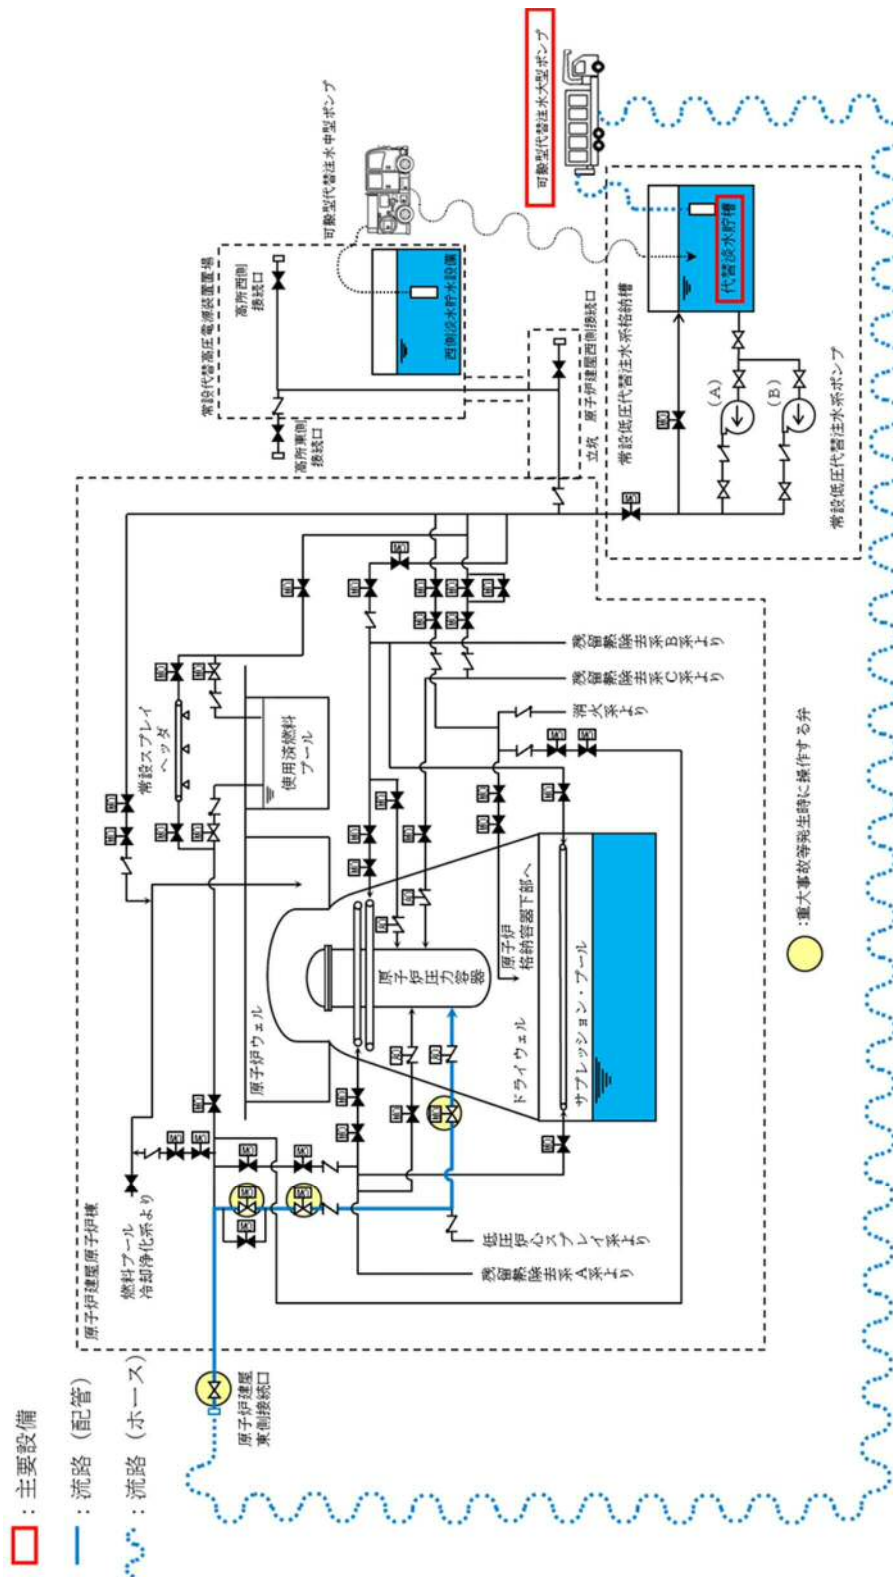 :主要設備
:流路（配管）
:流路（ホース）
原子炉建屋原子炉棟
燃料プール
冷却浄化系より
原子炉建屋
東側接続口
原子炉ウェル
常設スプレイ
ヘッダ
使用済燃料
プール
原子炉圧力容器
ドライウェル
原子炉
格納容器下部へ
サプレッション・プール
残留熱除去系A系より
低圧炉心スプレイ系より
残留熱除去系B系より
残留熱除去系C系より
消火系より
常設代替高圧電源装置置場
高所東側
接続口
高所西側
接続口
西側淡水貯水設備
可搬型代替注水中型ポンプ
可搬型代替注水大型ポンプ
立坑
原子炉建屋西側接続口
常設低圧代替注水系格納槽
代替淡水貯槽
(A)
(B)
常設低圧代替注水系ポンプ
:重大事故等発生時に操作する弁